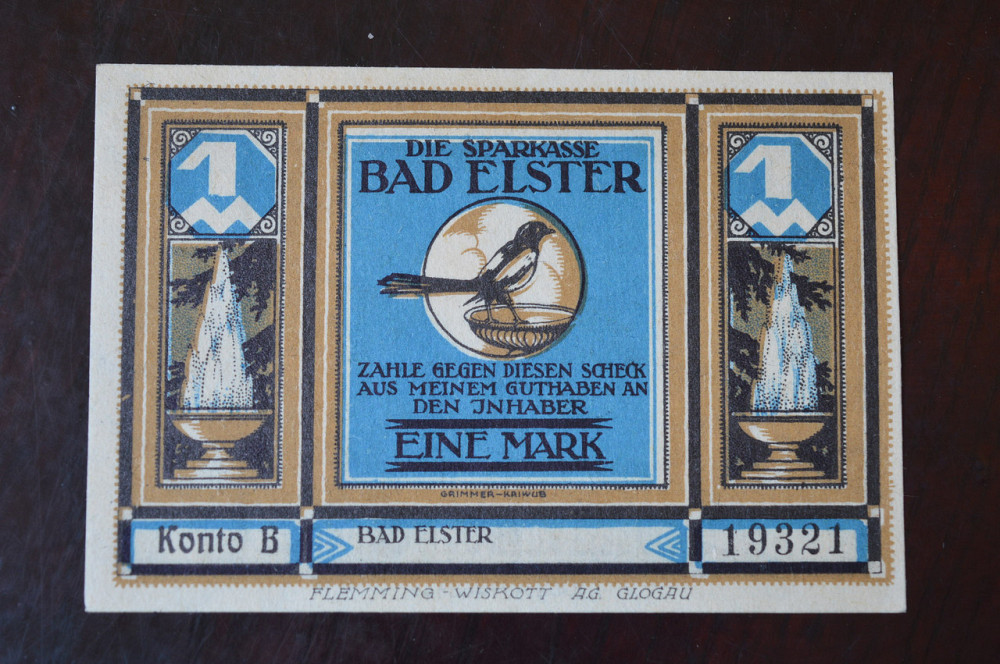 1
M
DIE SPARKASSE
BAD ELSTER
1
M
ZAHLE GEGEN DIESEN SCHECK
AUS MEINEM GUTHABEN AN
DEN INHABER
EINE MARK
GRIMMER-KRIWUB
Konto B
BAD ELSTER
19321
FLEMMING-WISKOTT AG. GLOGAU